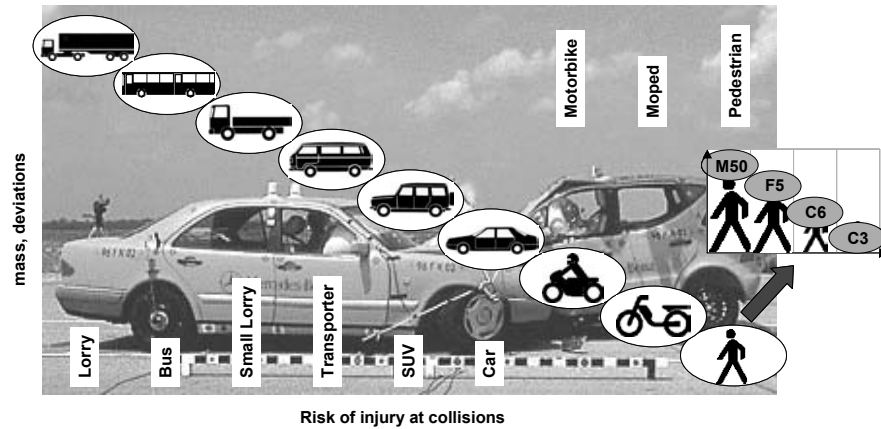 Motorbike
Moped
Pedestrian
M50
F5
C6
C3
mass, deviations
Lorry
Bus
Small Lorry
Transporter
SUV
Car
Risk of injury at collisions